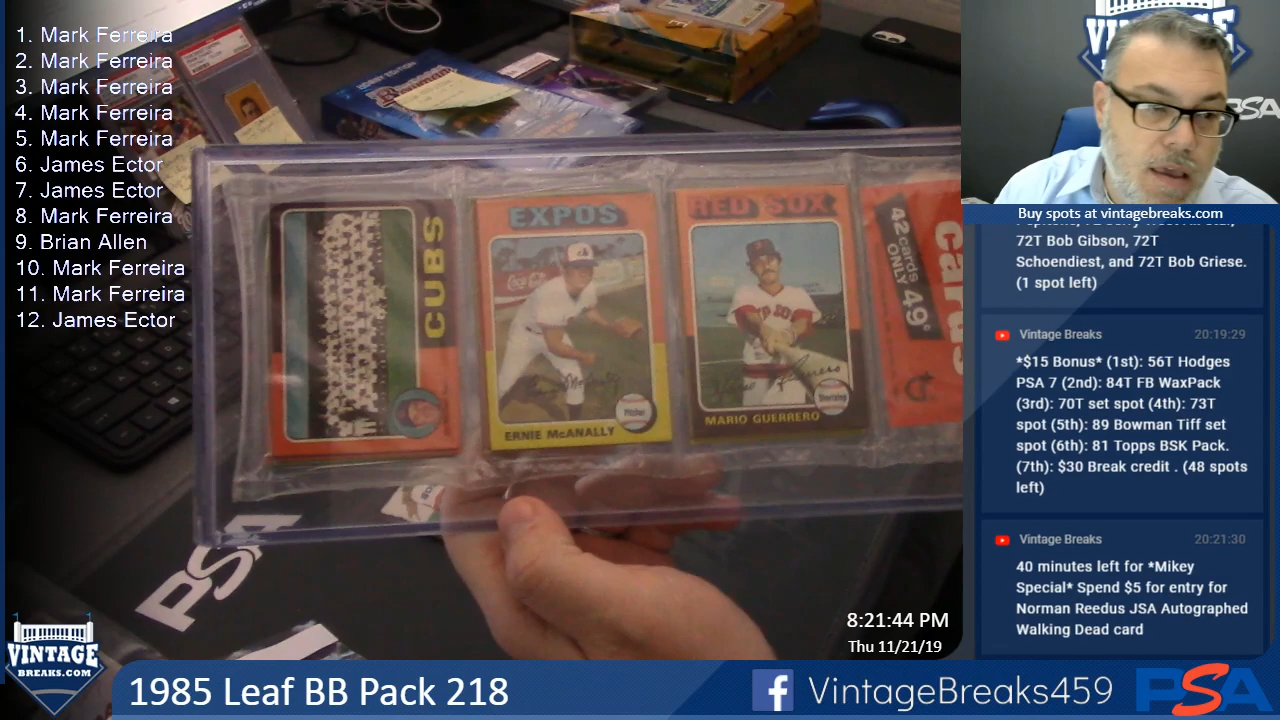 1. Mark Ferreira
2. Mark Ferreira
3. Mark Ferreira
4. Mark Ferreira
5. Mark Ferreira
6. James Ector
7. James Ector
8. Mark Ferreira
9. Brian Allen
10. Mark Ferreira
11. Mark Ferreira
12. James Ector
CUBS
EXPOS
Coca-Cola
Pitcher
ERNIE McANALLY
RED SOX
MARIO GUERRERO
42 cards
ONLY 49¢
cards
PSA
PSA
Buy spots at vintagebreaks.com
72T Bob Gibson, 72T
Schoendiest, and 72T Bob Griese.
(1 spot left)
Vintage Breaks 20:19:29
*$15 Bonus* (1st): 56T Hodges
PSA 7 (2nd): 84T FB WaxPack
(3rd): 70T set spot (4th): 73T
spot (5th): 89 Bowman Tiff set
spot (6th): 81 Topps BSK Pack.
(7th): $30 Break credit . (48 spots
left)
Vintage Breaks 20:21:30
40 minutes left for *Mikey
Special* Spend $5 for entry for
Norman Reedus JSA Autographed
Walking Dead card
8:21:44 PM
Thu 11/21/19
VINTAGE
BREAKS.COM
1985 Leaf BB Pack 218
f VintageBreaks459
PSA